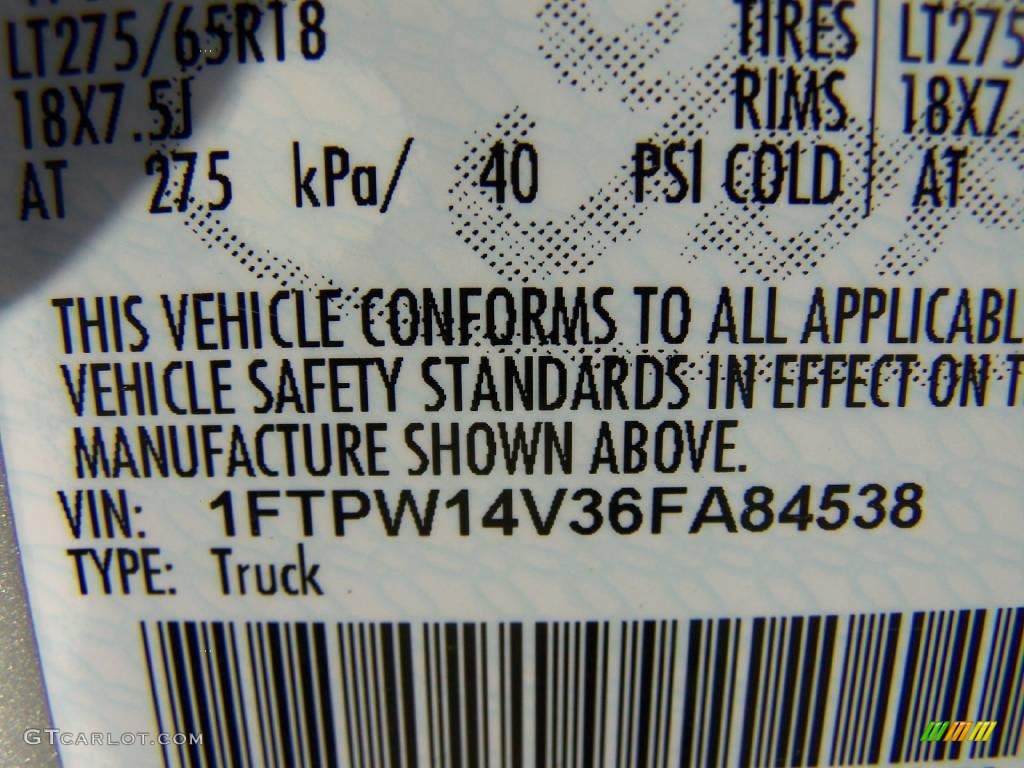 LT275/65R18 TIRES LT275
18X7.5J RIMS 18X7.
AT 275 kPa/ 40 PSI COLD AT
THIS VEHICLE CONFORMS TO ALL APPLICABL
VEHICLE SAFETY STANDARDS IN EFFECT ON T
MANUFACTURE SHOWN ABOVE.
VIN: 1FTPW14V36FA84538
TYPE: Truck
GTCARLOT.COM